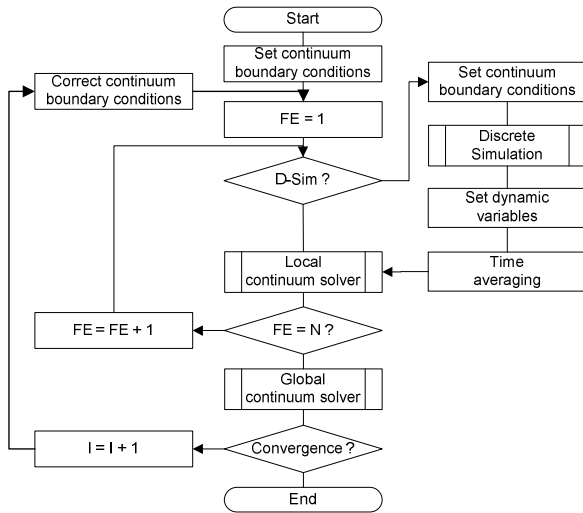 Start
Set continuum
boundary conditions
Correct continuum
boundary conditions
FE = 1
D-Sim ?
Set continuum
boundary conditions
Discrete
Simulation
Set dynamic
variables
Time
averaging
Local
continuum solver
FE = N ?
FE = FE + 1
Global
continuum solver
Convergence ?
I = I + 1
End